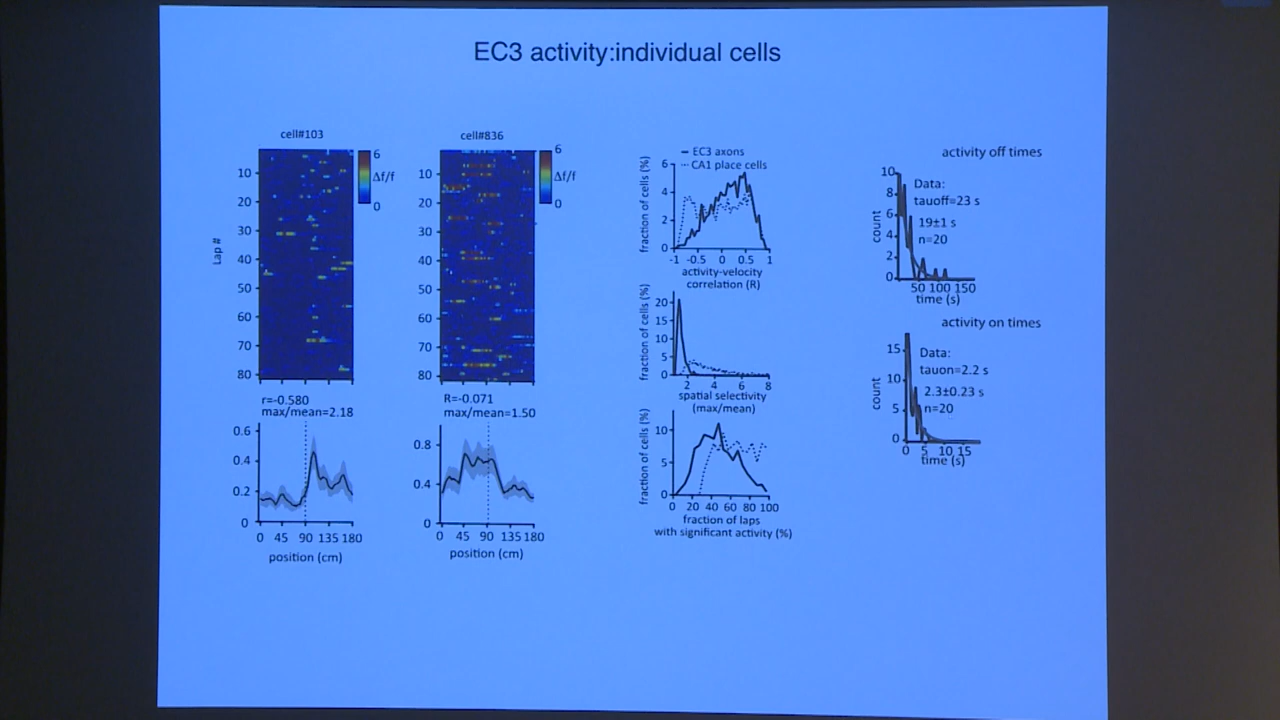 EC3 activity:individual cells
cell#103
6
Δf/f
0
10
20
30
40
50
60
70
80
Lap #
r=-0.580
max/mean=2.18
0.6
0.4
0.2
0
0 45 90 135 180
position (cm)
cell#836
6
Δf/f
0
10
20
30
40
50
60
70
80
R=-0.071
max/mean=1.50
0.8
0.4
0
0 45 90 135 180
position (cm)
EC3 axons
CA1 place cells
fraction of cells (%)
6
4
2
0
-1 -0.5 0 0.5 1
activity-velocity
correlation (R)
fraction of cells (%)
20
15
10
5
0
2 4 6 8
spatial selectivity
(max/mean)
fraction of cells (%)
10
5
0
0 20 40 60 80 100
fraction of laps
with significant activity (%)
activity off times
count
10
8
6
4
2
0
Data:
tauoff=23 s
19±1 s
n=20
50 100 150
time (s)
activity on times
count
15
10
5
0
Data:
tauon=2.2 s
2.3±0.23 s
n=20
0 5 10 15
time (s)